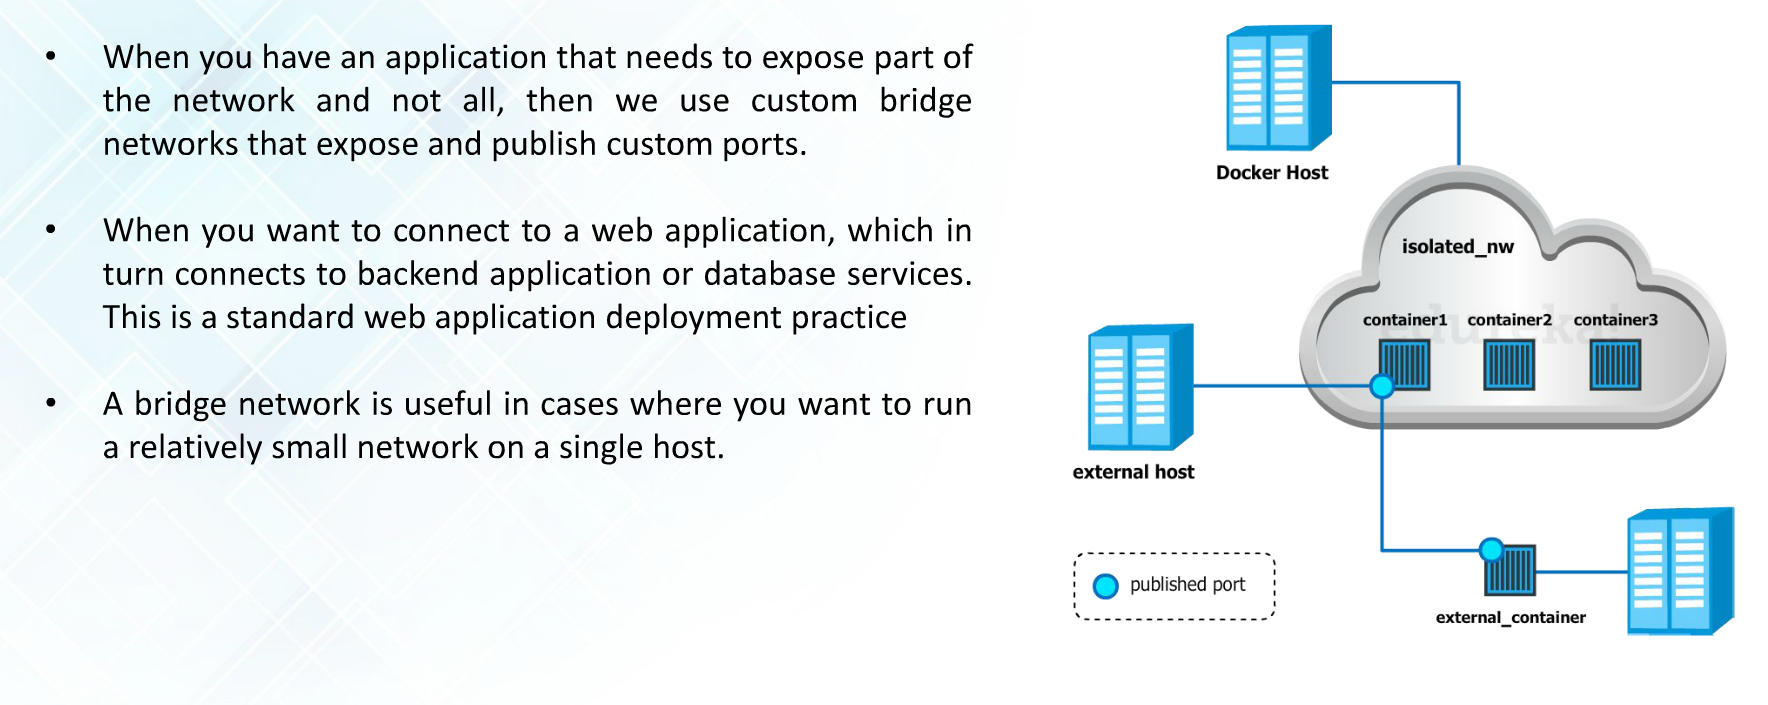 • When you have an application that needs to expose part of
the network and not all, then we use custom bridge
networks that expose and publish custom ports.
• When you want to connect to a web application, which in
turn connects to backend application or database services.
This is a standard web application deployment practice
• A bridge network is useful in cases where you want to run
a relatively small network on a single host.
Docker Host
isolated_nw
container1 container2 container3
edureka!
external host
published port
external_container